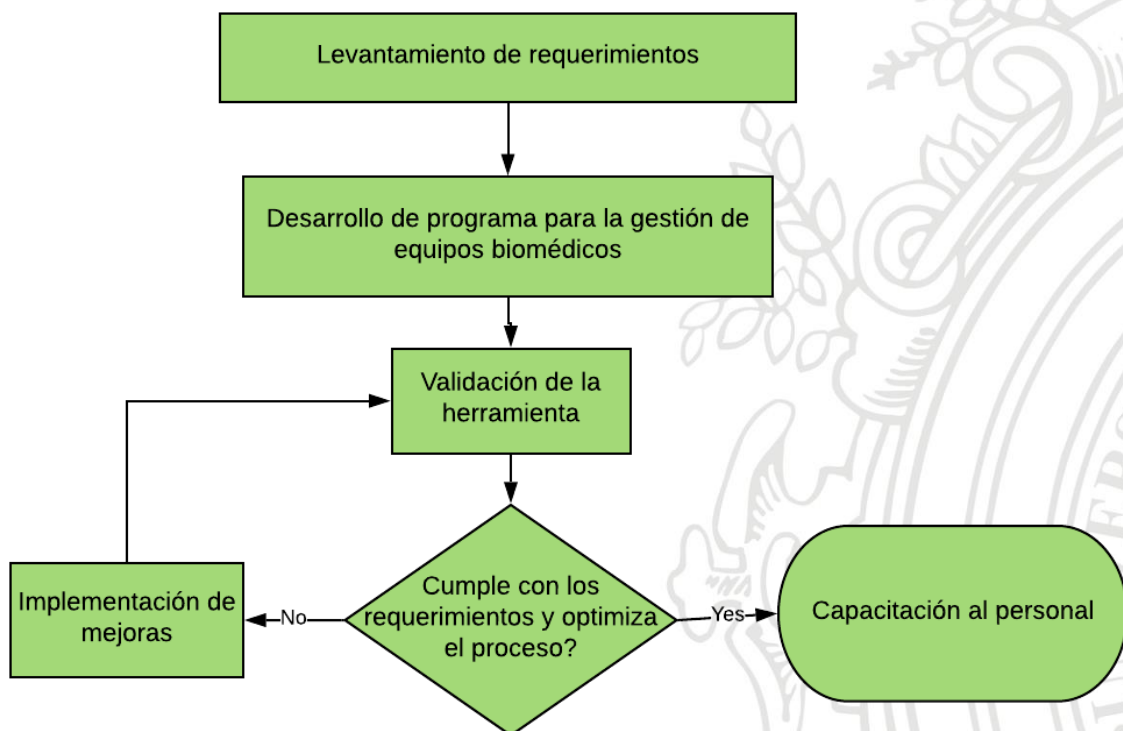 Levantamiento de requerimientos
Desarrollo de programa para la gestión de
equipos biomédicos
Validación de la
herramienta
Implementación de
mejoras
No
Cumple con los
requerimientos y optimiza
el proceso?
Yes
Capacitación al personal